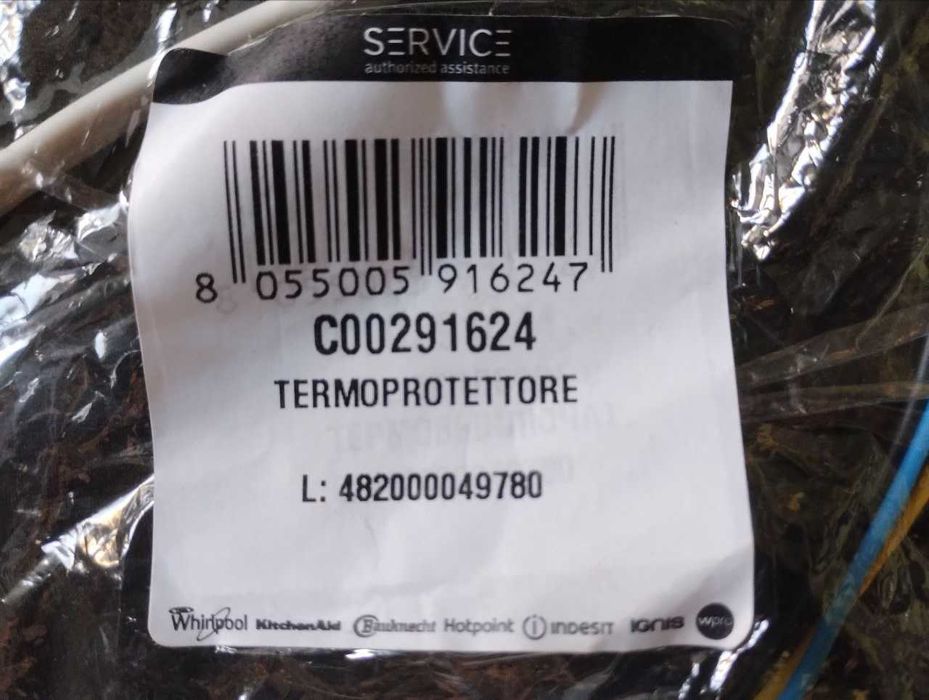 SERVICE
authorized assistance
8 055005 916247
C00291624
TERMOPROTETTORE
L: 482000049780
Whirlpool KitchenAid Bauknecht Hotpoint i INDESIT IGNIS wpro